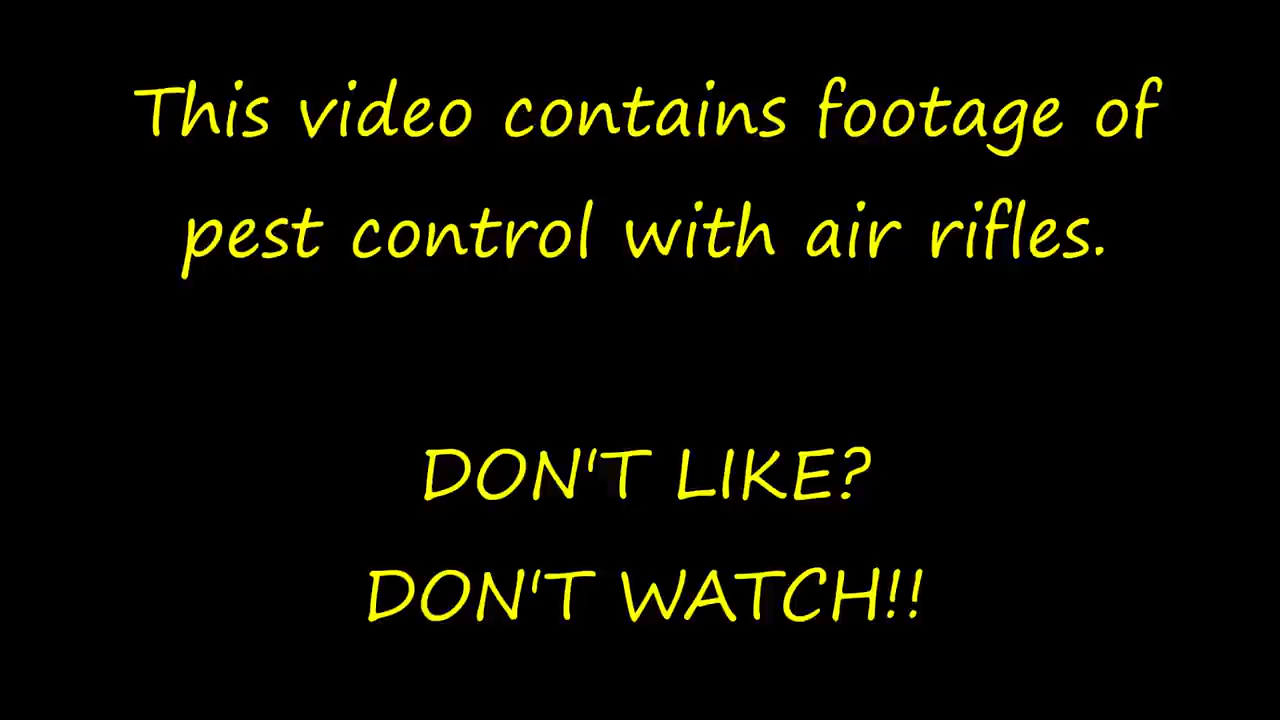 This video contains footage of
pest control with air rifles.
DON'T LIKE?
DON'T WATCH!!